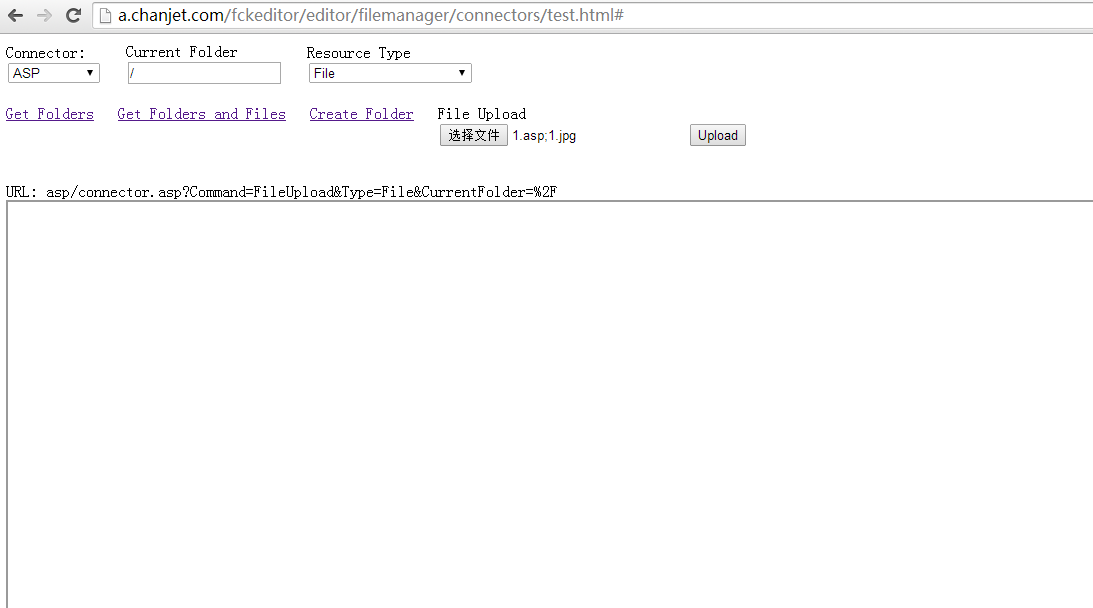 a.chanjet.com/fckeditor/editor/filemanager/connectors/test.html#
Connector: Current Folder Resource Type
ASP / File
Get Folders Get Folders and Files Create Folder File Upload
选择文件 1.asp;1.jpg Upload
URL: asp/connector.asp?Command=FileUpload&Type=File&CurrentFolder=%2F